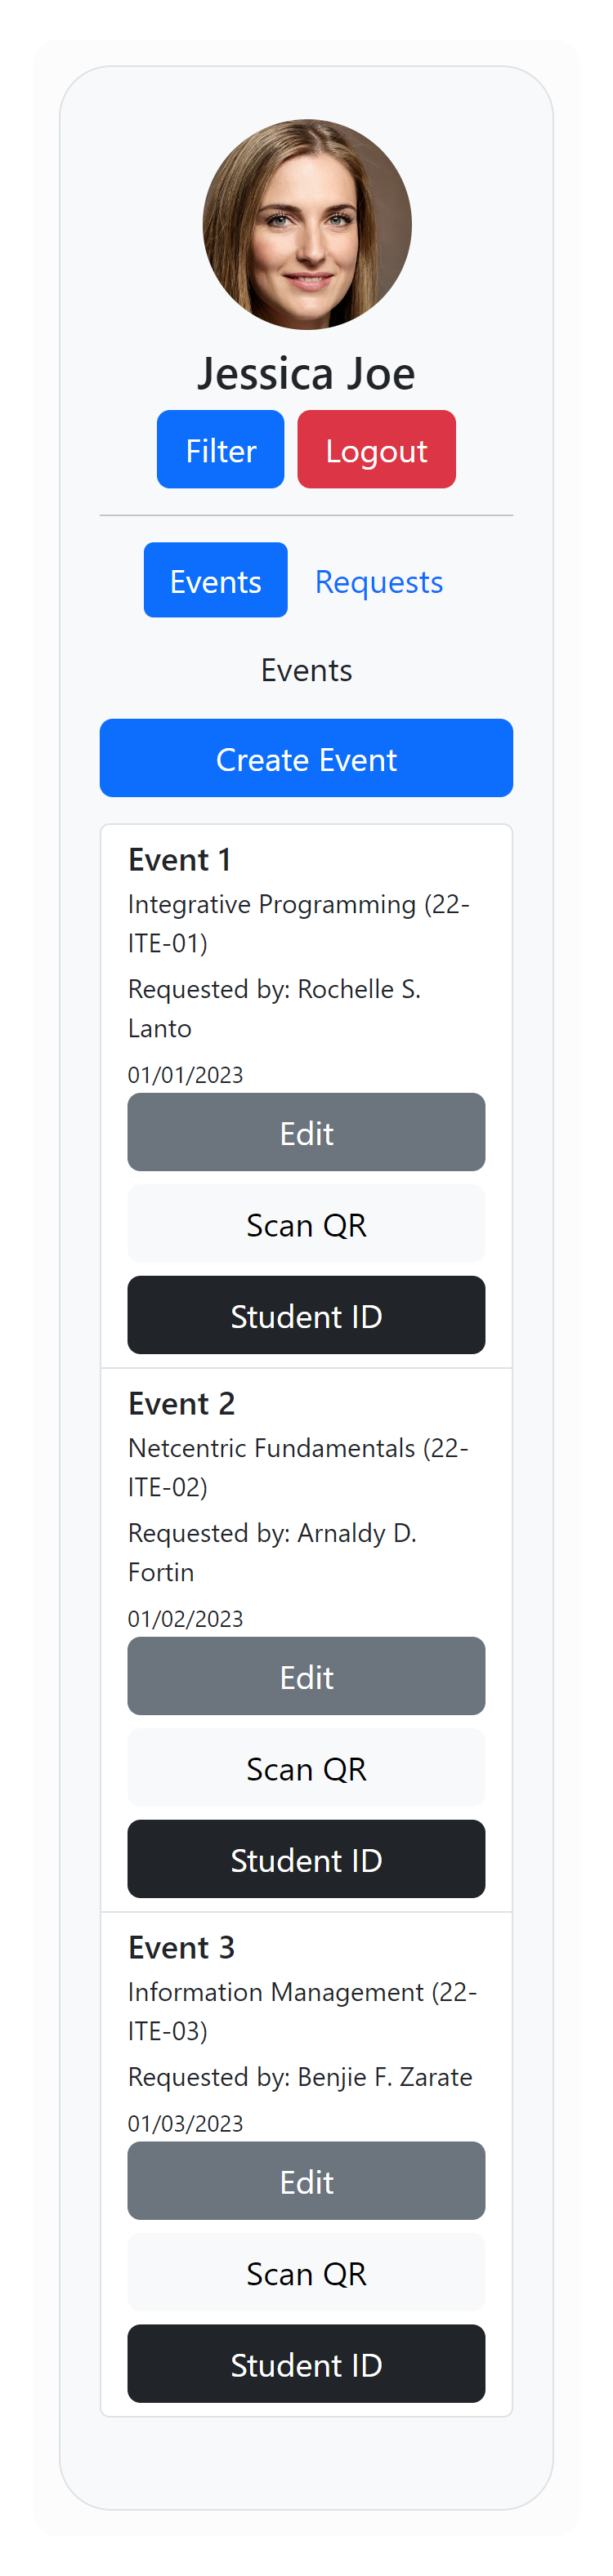 Jessica Joe
Filter Logout
Events Requests
Events
Create Event
Event 1
Integrative Programming (22-
ITE-01)
Requested by: Rochelle S.
Lanto
01/01/2023
Edit
Scan QR
Student ID
Event 2
Netcentric Fundamentals (22-
ITE-02)
Requested by: Arnaldy D.
Fortin
01/02/2023
Edit
Scan QR
Student ID
Event 3
Information Management (22-
ITE-03)
Requested by: Benjie F. Zarate
01/03/2023
Edit
Scan QR
Student ID